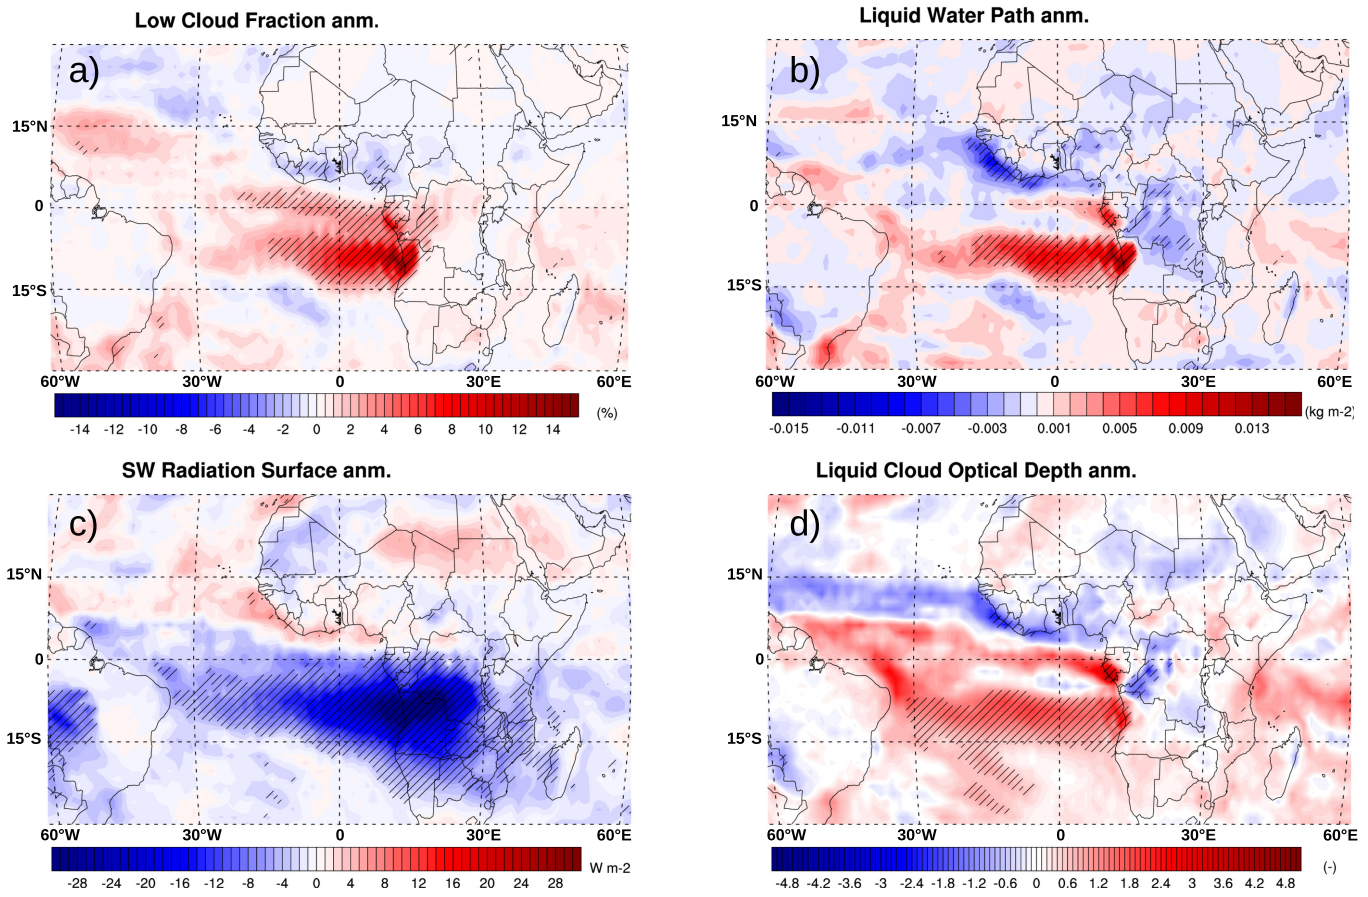 Low Cloud Fraction anm.
a)
15°N
0
15°S
60°W 30°W 0 30°E 60°E
-14 -12 -10 -8 -6 -4 -2 0 2 4 6 8 10 12 14 (%)
Liquid Water Path anm.
b)
15°N
0
15°S
60°W 30°W 0 30°E 60°E
-0.015 -0.011 -0.007 -0.003 0.001 0.005 0.009 0.013 (kg m-2)
SW Radiation Surface anm.
c)
15°N
0
15°S
60°W 30°W 0 30°E 60°E
-28 -24 -20 -16 -12 -8 -4 0 4 8 12 16 20 24 28 W m-2
Liquid Cloud Optical Depth anm.
d)
15°N
0
15°S
60°W 30°W 0 30°E 60°E
-4.8 -4.2 -3.6 -3 -2.4 -1.8 -1.2 -0.6 0 0.6 1.2 1.8 2.4 3 3.6 4.2 4.8 (-)